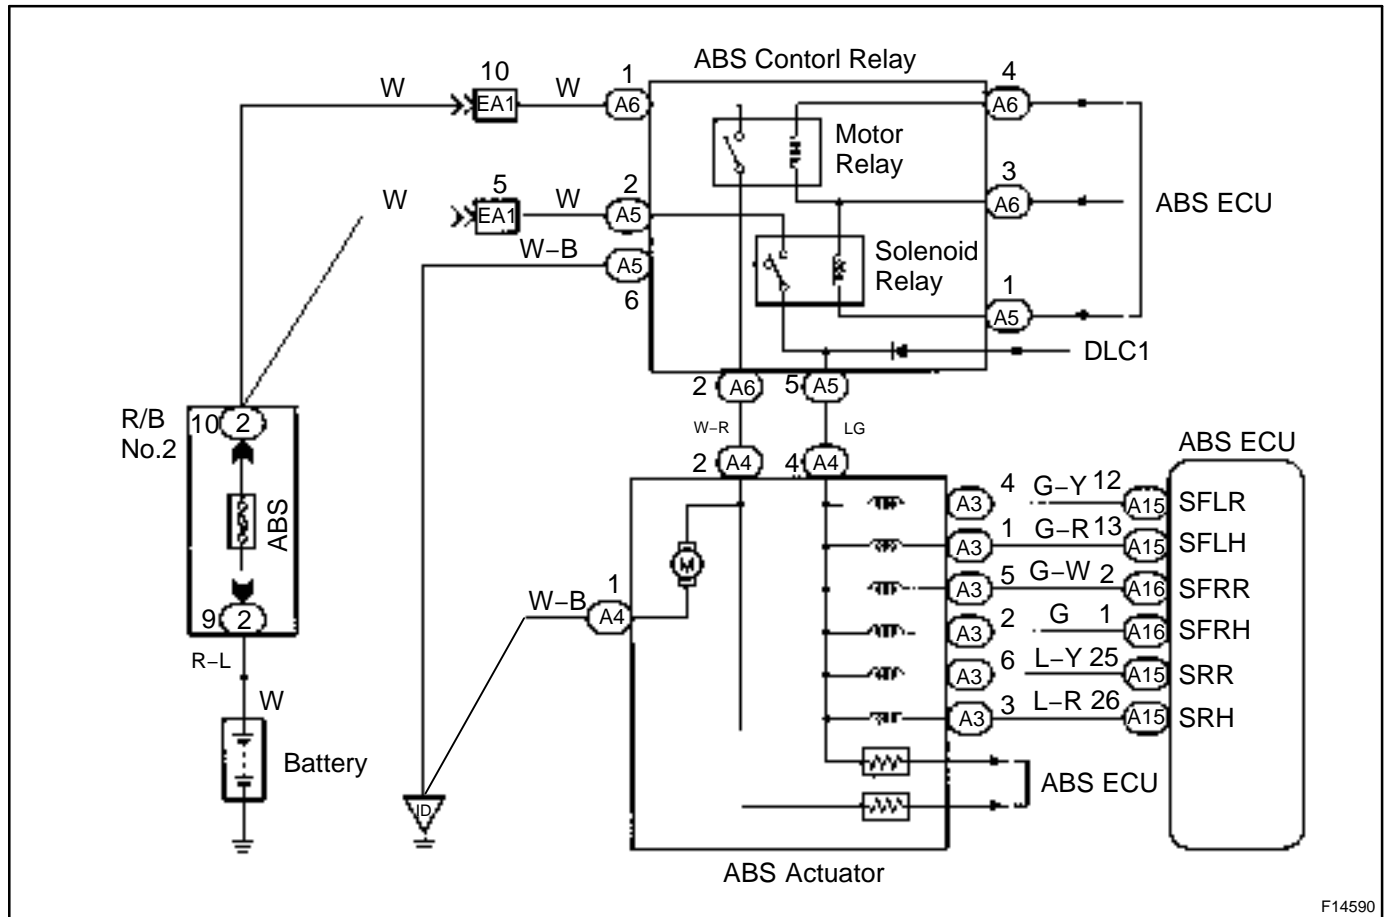 ABS Contorl Relay
W
10
EA1
W
1
A6
4
A6
Motor
Relay
W
5
EA1
W
2
A5
3
A6
ABS ECU
W-B
A5
6
Solenoid
Relay
1
A5
DLC1
2
A6
5
A5
W-R
LG
2
A4
4
A4
R/B
No.2
10
2
ABS
9
2
R-L
W
Battery
ID
W-B
1
A4
M
ABS ECU
A3
4
G-Y
12
A15
SFLR
A3
1
G-R
13
A15
SFLH
A3
5
G-W
2
A16
SFRR
A3
2
G
1
A16
SFRH
A3
6
L-Y
25
A15
SRR
A3
3
L-R
26
A15
SRH
ABS ECU
ABS Actuator
F14590